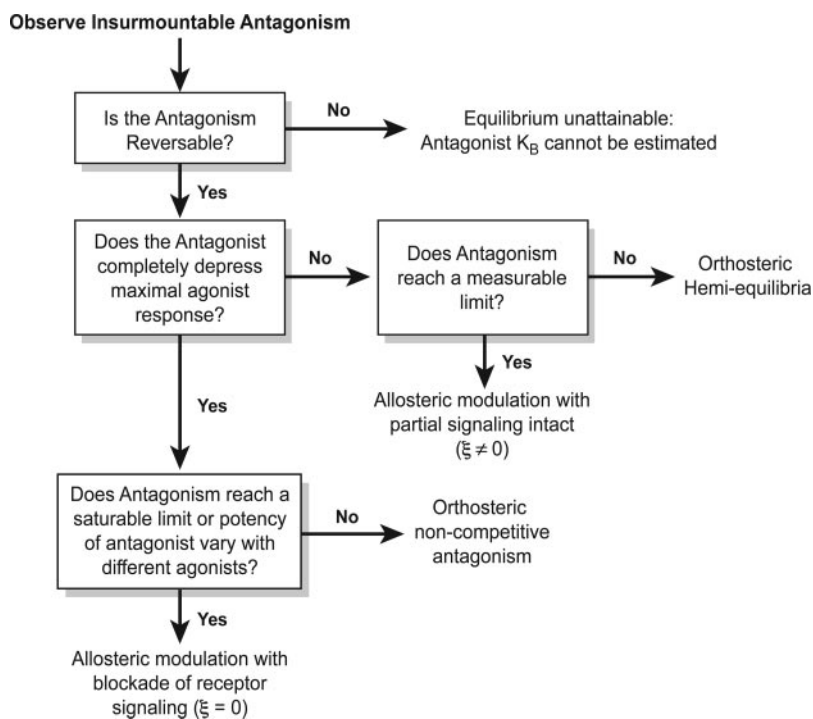 Observe Insurmountable Antagonism
Is the Antagonism
Reversable?
No
Equilibrium unattainable:
Antagonist K_B cannot be estimated
Yes
Does the Antagonist
completely depress
maximal agonist
response?
No
Does Antagonism
reach a measurable
limit?
No
Orthosteric
Hemi-equilibria
Yes
Allosteric modulation with
partial signaling intact
(ξ ≠ 0)
Yes
Does Antagonism reach a
saturable limit or potency
of antagonist vary with
different agonists?
No
Orthosteric
non-competitive
antagonism
Yes
Allosteric modulation with
blockade of receptor
signaling (ξ = 0)